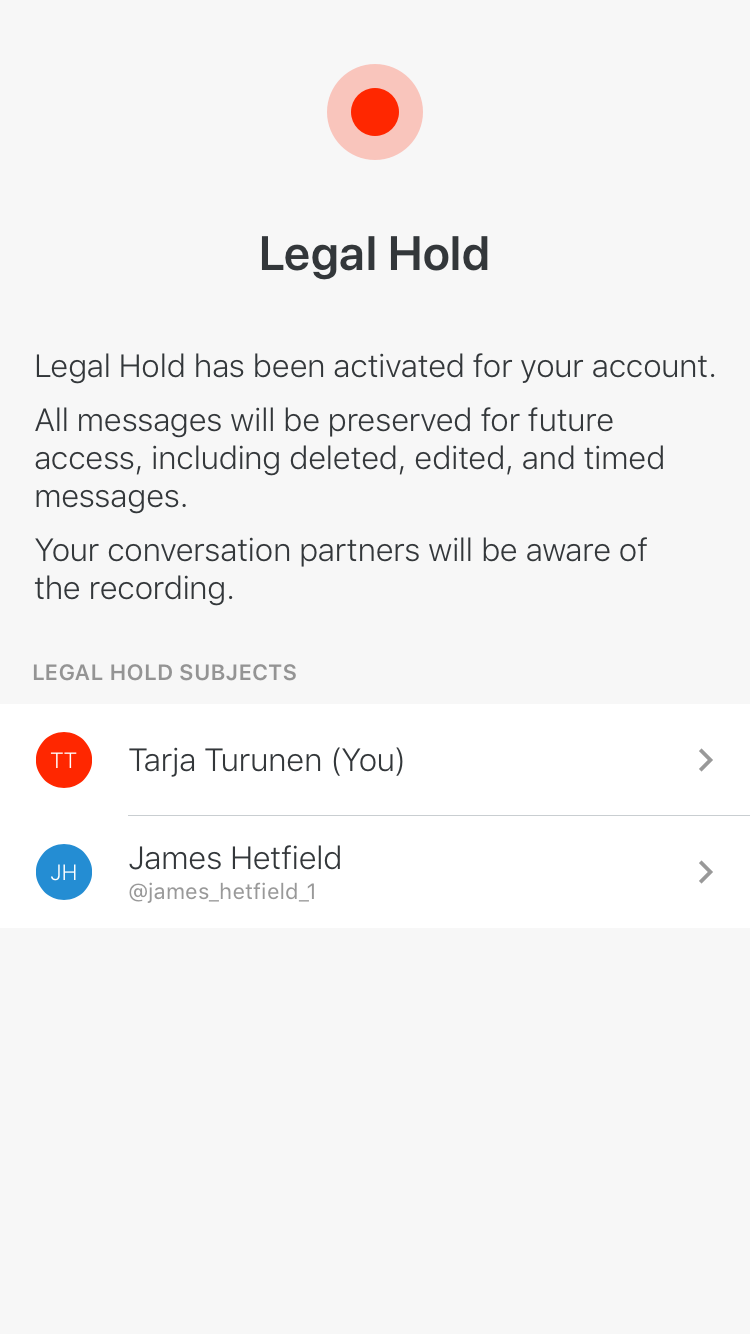 Legal Hold
Legal Hold has been activated for your account.
All messages will be preserved for future
access, including deleted, edited, and timed
messages.
Your conversation partners will be aware of
the recording.
LEGAL HOLD SUBJECTS
TT
Tarja Turunen (You)
JH
James Hetfield
@james_hetfield_1